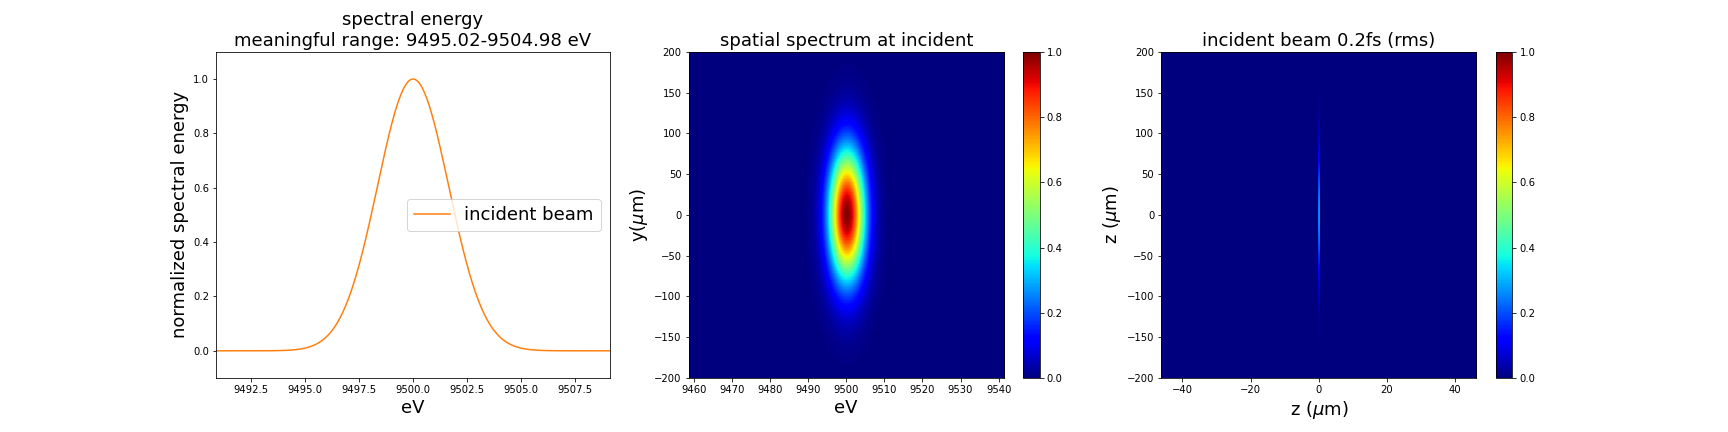 spectral energy
meaningful range: 9495.02-9504.98 eV
normalized spectral energy
1.0
0.8
0.6
0.4
0.2
0.0
incident beam
9492.5 9495.0 9497.5 9500.0 9502.5 9505.0 9507.5
eV
spatial spectrum at incident
y(μm)
200
150
100
50
0
−50
−100
−150
−200
9460 9470 9480 9490 9500 9510 9520 9530 9540
eV
1.0
0.8
0.6
0.4
0.2
0.0
incident beam 0.2fs (rms)
z (μm)
200
150
100
50
0
−50
−100
−150
−200
−40 −20 0 20 40
z (μm)
1.0
0.8
0.6
0.4
0.2
0.0